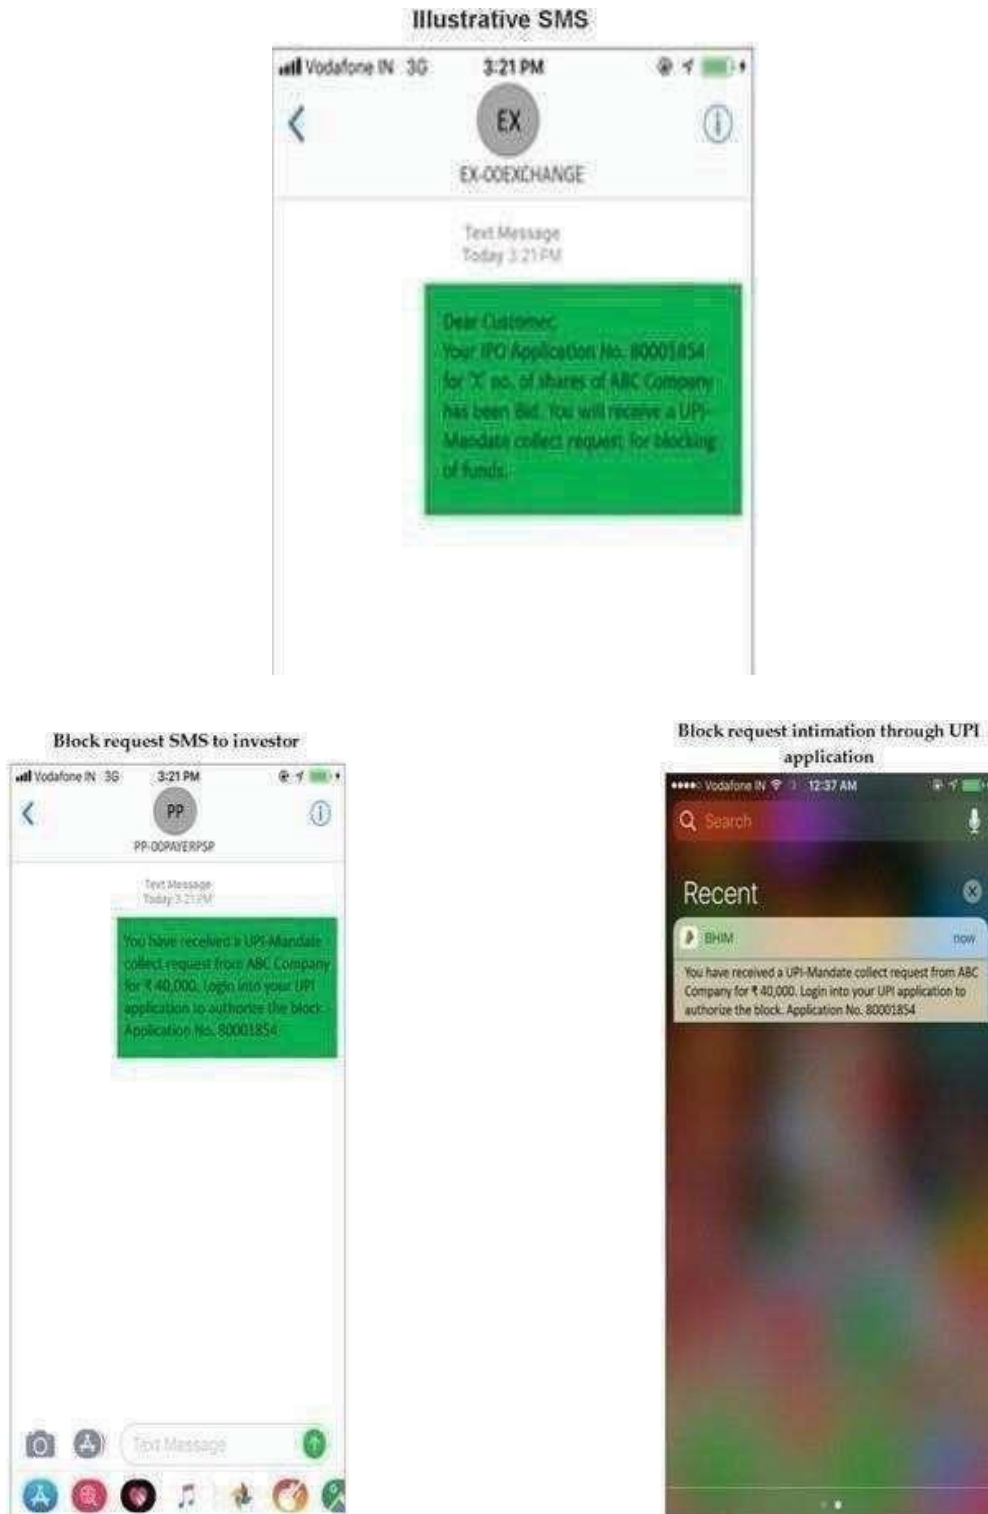 Illustrative SMS
Vodafone IN 3G 3:21 PM
EX
EX-00EXCHANGE
Text Message
Today 3:21 PM
Dear Customer,
Your IPO Application No. 80001854
for 'X' no. of shares of ABC Company
has been Bid. You will receive a UPI-
Mandate collect request for blocking
of funds.
Block request SMS to investor
Vodafone IN 3G 3:21 PM
PP
PP-00PAYERPSP
Text Message
Today 3:21 PM
You have received a UPI-Mandate
collect request from ABC Company
for ₹ 40,000. Login into your UPI
application to authorize the block.
Application No. 80001854
Text Message
Block request intimation through UPI
application
Vodafone IN 12:37 AM
Search
Recent
BHIM now
You have received a UPI-Mandate collect request from ABC
Company for ₹ 40,000. Login into your UPI application to
authorize the block. Application No. 80001854